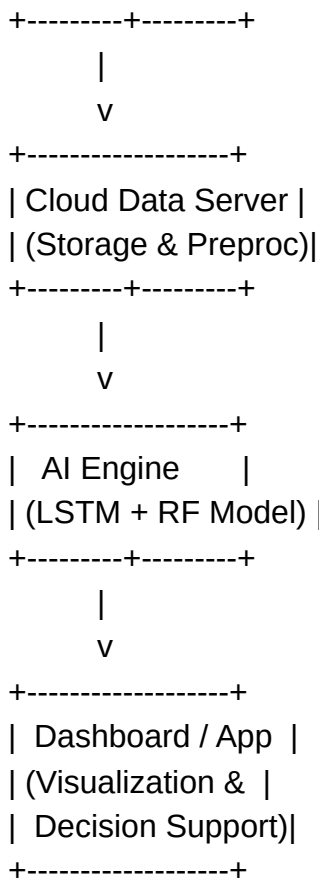 +---------+---------+
|
v
+-------------------+
| Cloud Data Server |
| (Storage & Preproc)|
+---------+---------+
|
v
+-------------------+
| AI Engine |
| (LSTM + RF Model) |
+---------+---------+
|
v
+-------------------+
| Dashboard / App |
| (Visualization & |
| Decision Support)|
+-------------------+